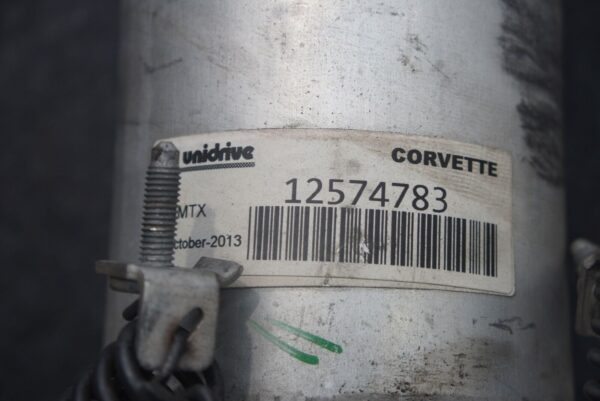 unidrive
CORVETTE
12574783
MTX
ctober-2013